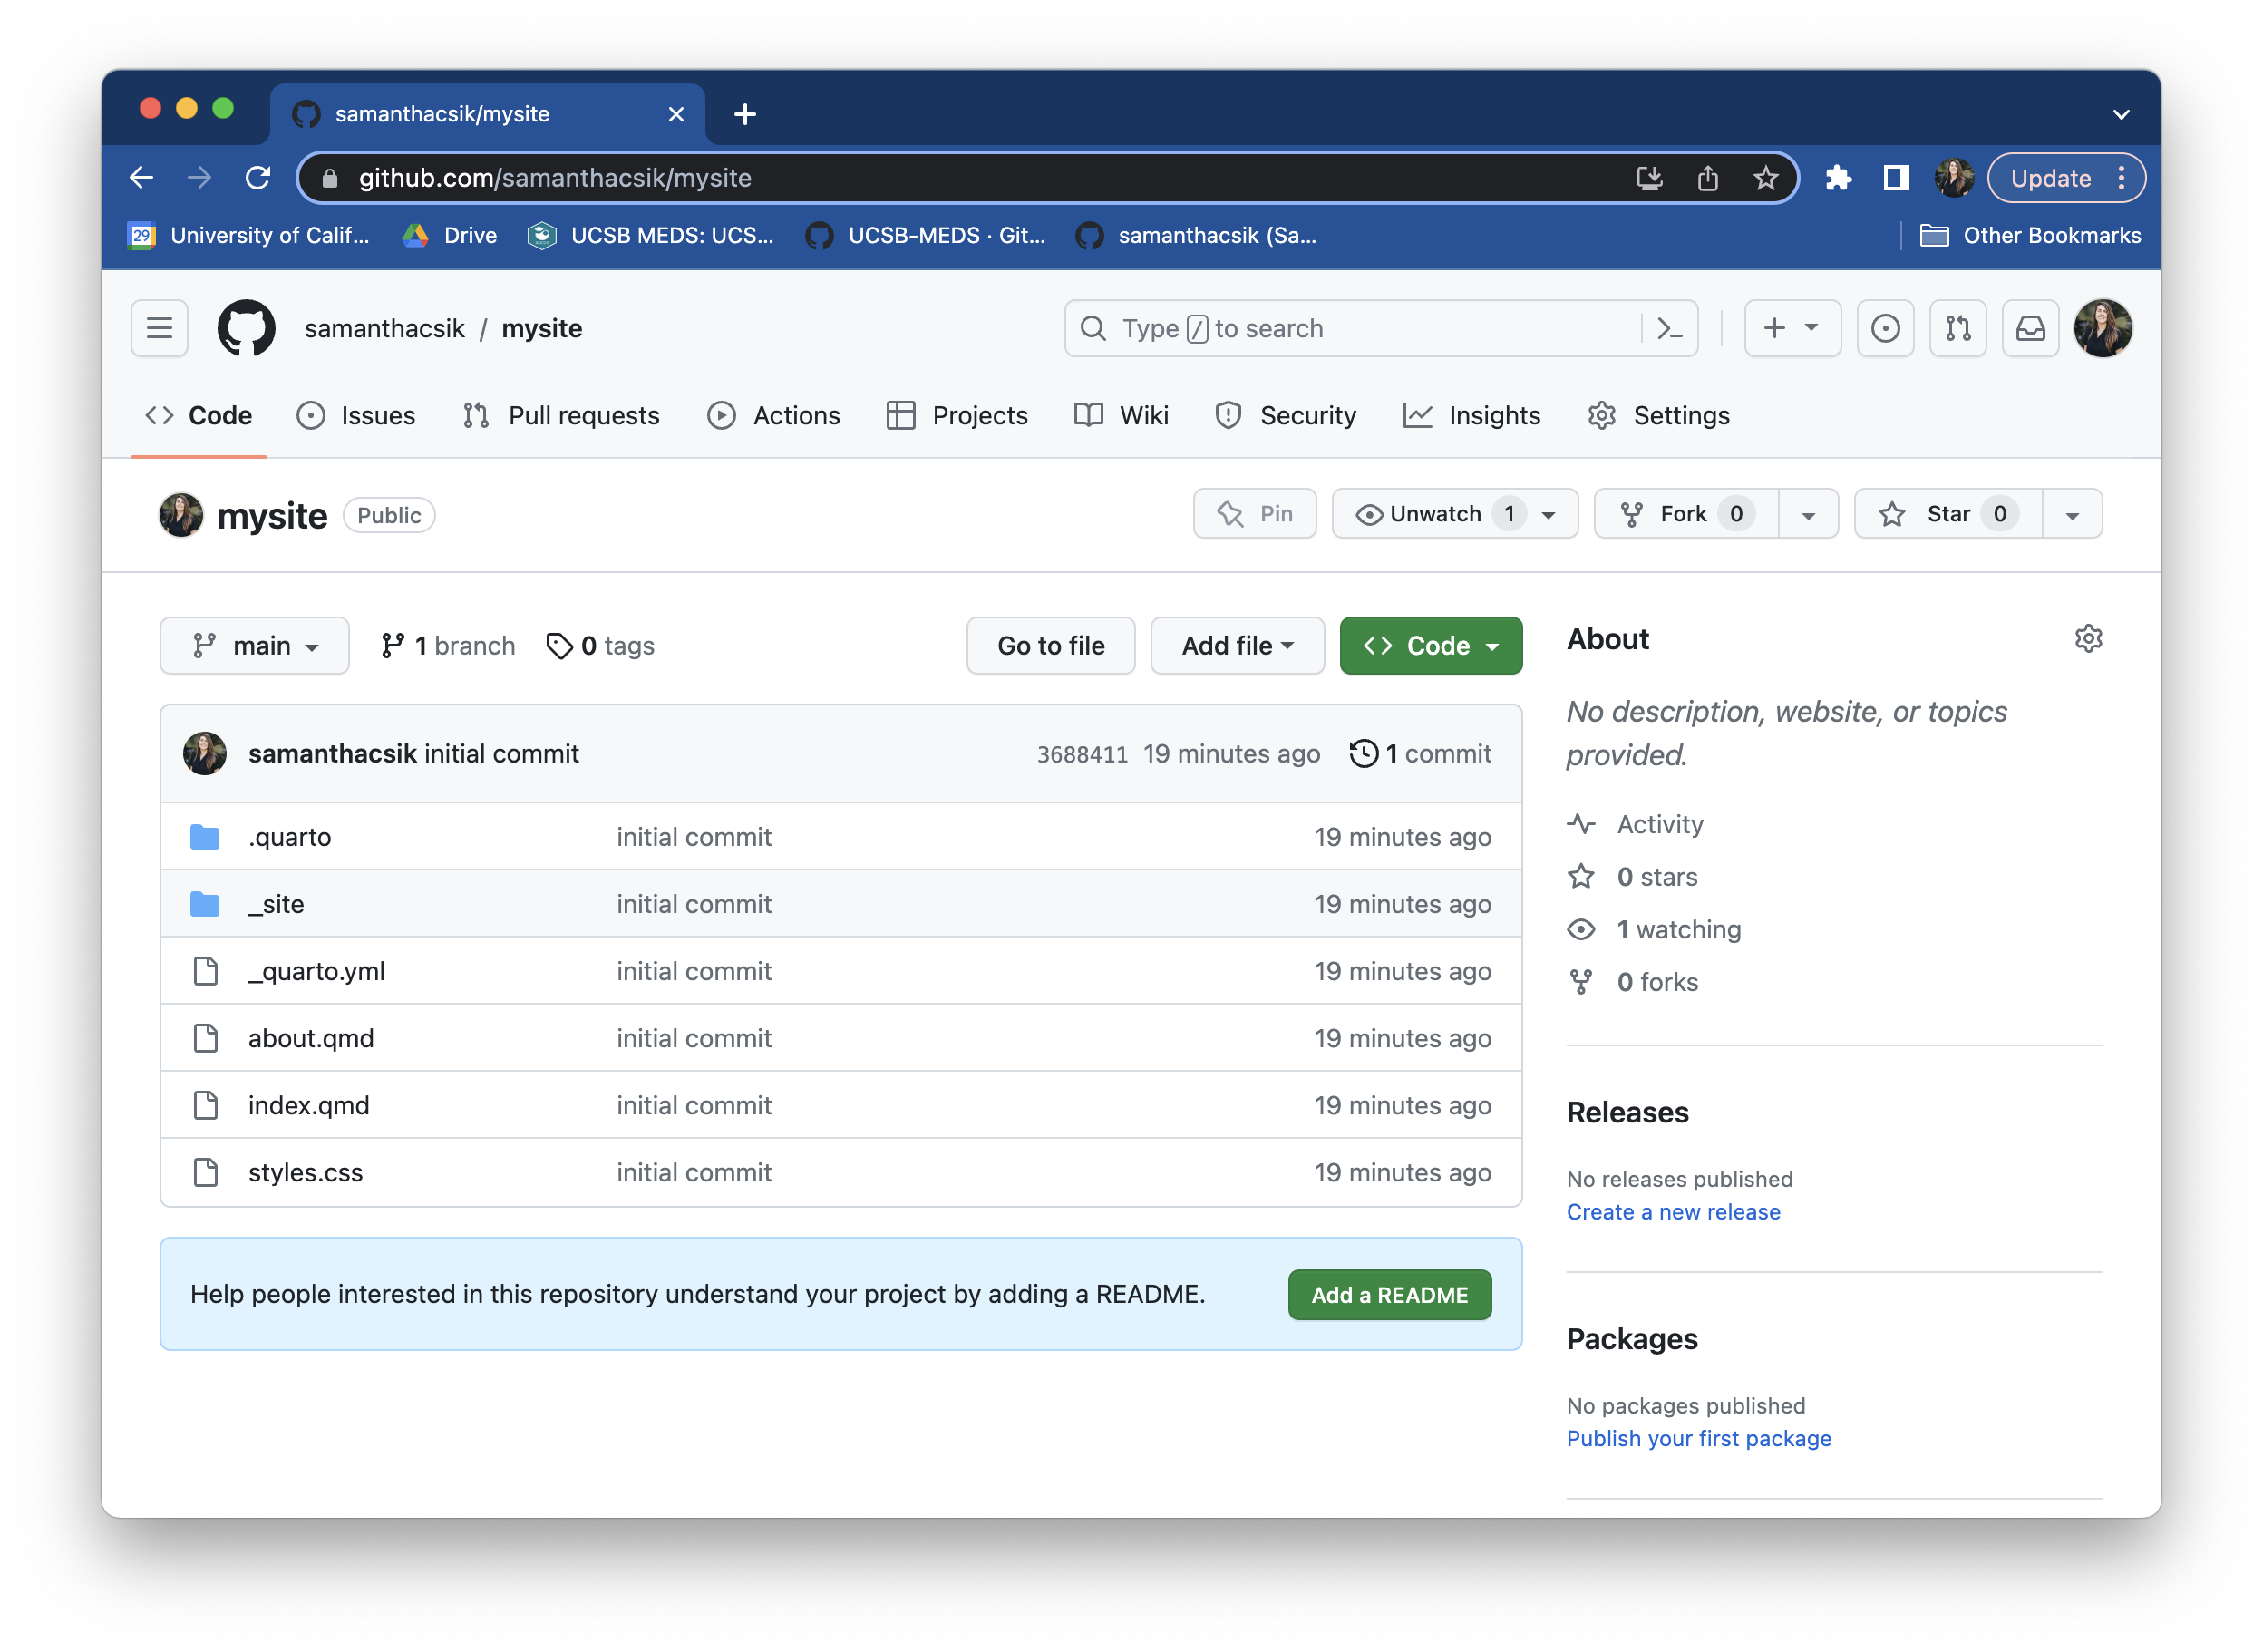 samanthacsik/mysite
github.com/samanthacsik/mysite
Update
29 University of Calif...
Drive
UCSB MEDS: UCS...
UCSB-MEDS · Git...
samanthacsik (Sa...
Other Bookmarks
samanthacsik / mysite
Type / to search
Code
Issues
Pull requests
Actions
Projects
Wiki
Security
Insights
Settings
mysite Public
Pin
Unwatch 1
Fork 0
Star 0
main
1 branch
0 tags
Go to file
Add file
Code
samanthacsik initial commit 3688411 19 minutes ago 1 commit
.quarto initial commit 19 minutes ago
_site initial commit 19 minutes ago
_quarto.yml initial commit 19 minutes ago
about.qmd initial commit 19 minutes ago
index.qmd initial commit 19 minutes ago
styles.css initial commit 19 minutes ago
Help people interested in this repository understand your project by adding a README.
Add a README
About
No description, website, or topics
provided.
Activity
0 stars
1 watching
0 forks
Releases
No releases published
Create a new release
Packages
No packages published
Publish your first package